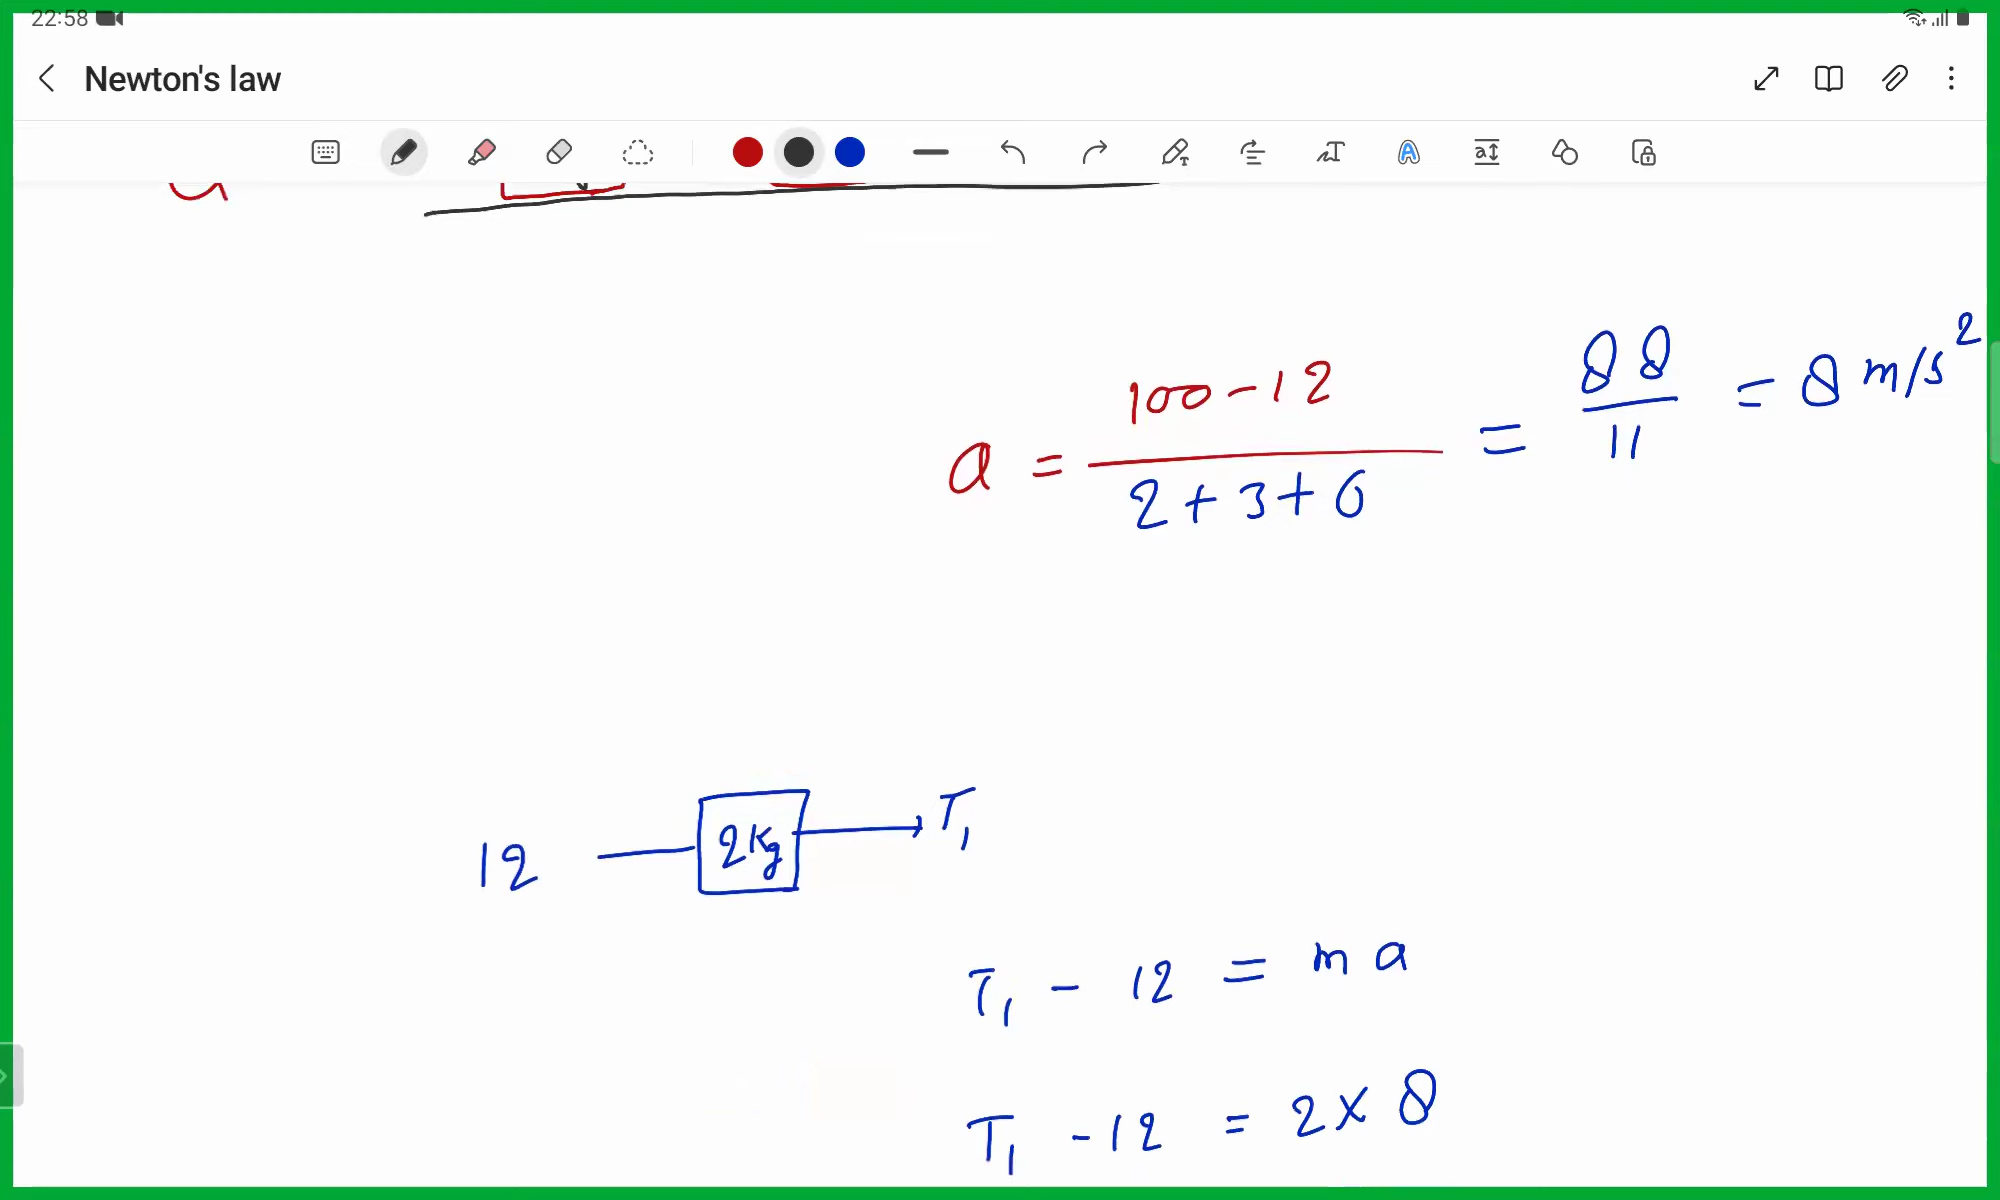 22:58
Newton's law
a = 100 - 12 / 2 + 3 + 6 = 88 / 11 = 8 m/s²
12 2Kg T₁
T₁ - 12 = m a
T₁ - 12 = 2 × 8